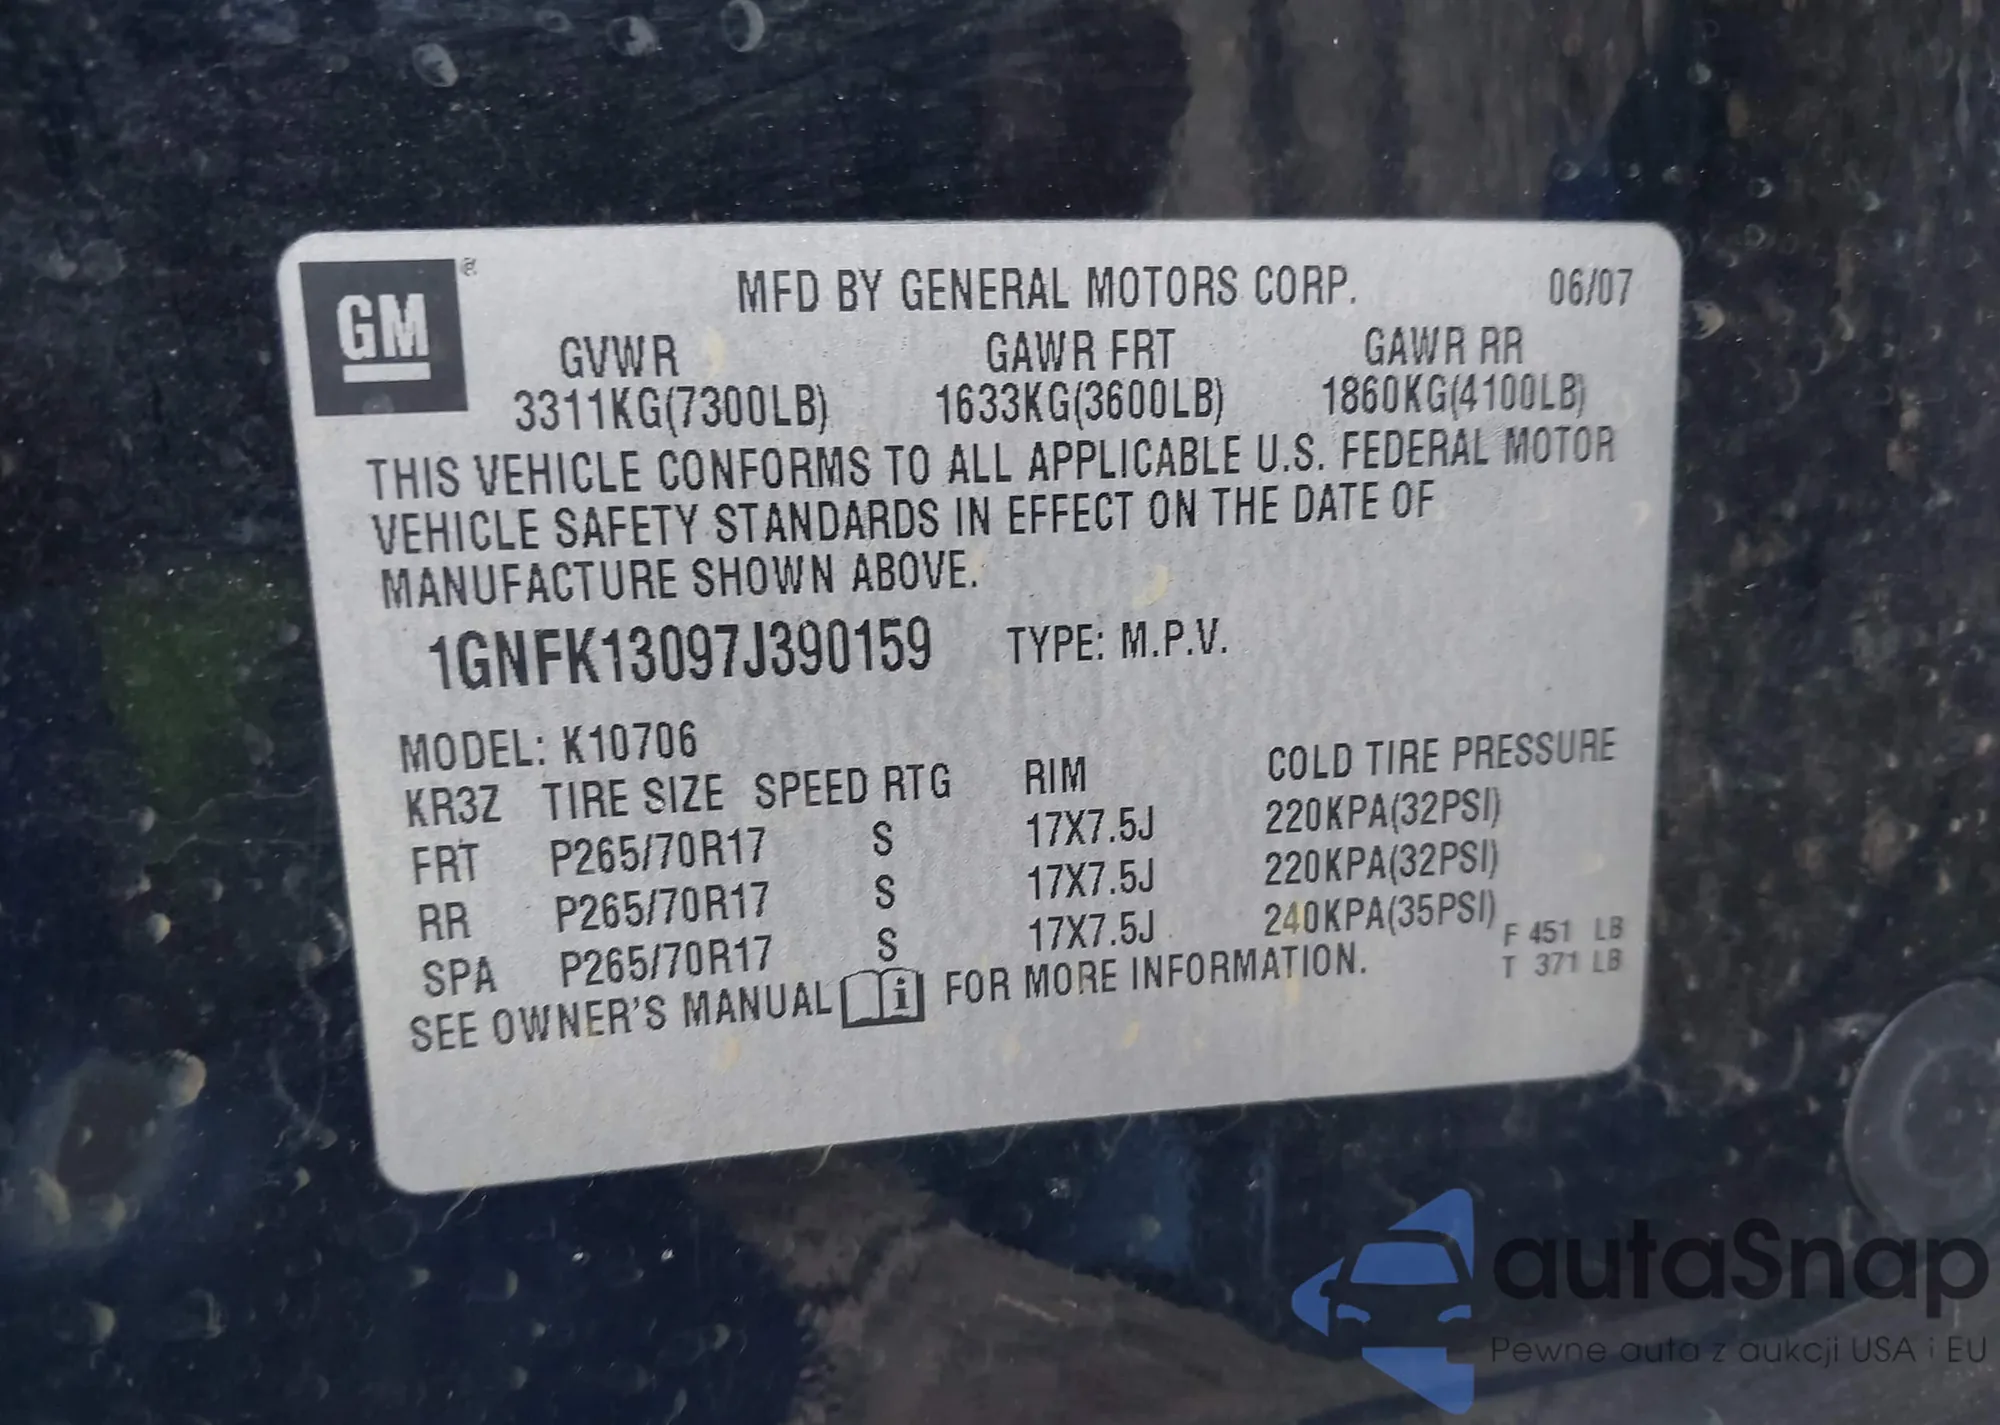 GM ®
MFD BY GENERAL MOTORS CORP. 06/07
GVWR GAWR FRT GAWR RR
3311KG(7300LB) 1633KG(3600LB) 1860KG(4100LB)
THIS VEHICLE CONFORMS TO ALL APPLICABLE U.S. FEDERAL MOTOR
VEHICLE SAFETY STANDARDS IN EFFECT ON THE DATE OF
MANUFACTURE SHOWN ABOVE.
1GNFK13097J390159 TYPE: M.P.V.
MODEL: K10706
KR3Z TIRE SIZE SPEED RTG RIM COLD TIRE PRESSURE
FRT P265/70R17 S 17X7.5J 220KPA(32PSI)
RR P265/70R17 S 17X7.5J 220KPA(32PSI)
SPA P265/70R17 S 17X7.5J 240KPA(35PSI)
F 451 LB
T 371 LB
SEE OWNER'S MANUAL i FOR MORE INFORMATION.
autaSnap
Pewne auta z aukcji USA i EU